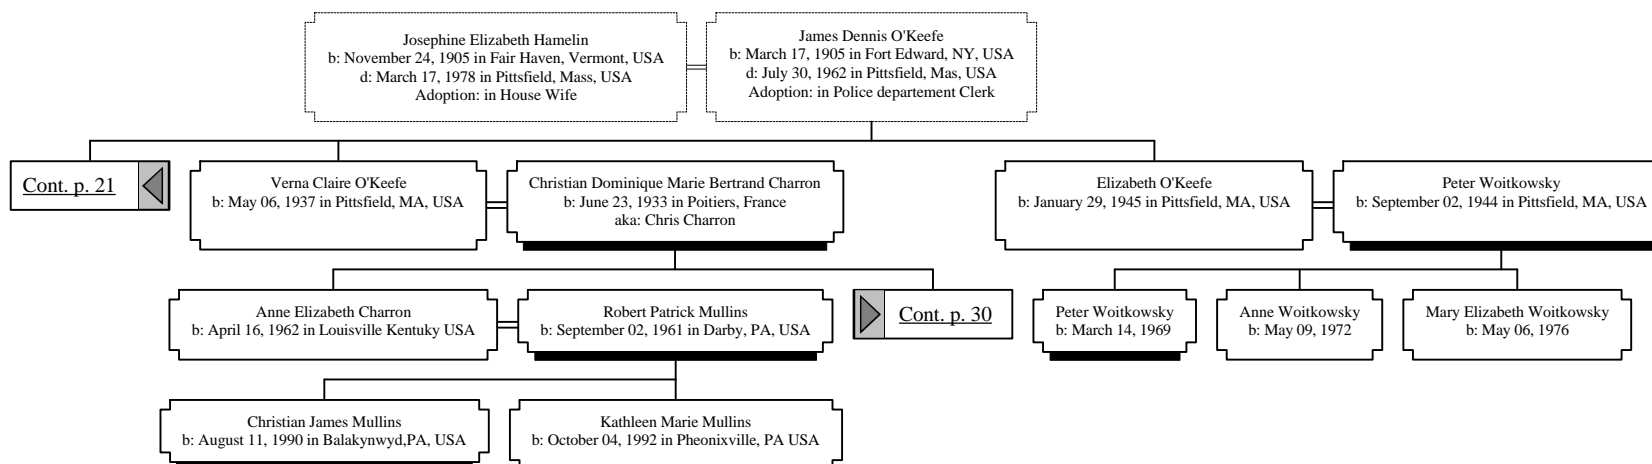 Josephine Elizabeth Hamelin
b: November 24, 1905 in Fair Haven, Vermont, USA
d: March 17, 1978 in Pittsfield, Mass, USA
Adoption: in House Wife
James Dennis O'Keefe
b: March 17, 1905 in Fort Edward, NY, USA
d: July 30, 1962 in Pittsfield, Mas, USA
Adoption: in Police departement Clerk
Cont. p. 21
Verna Claire O'Keefe
b: May 06, 1937 in Pittsfield, MA, USA
Christian Dominique Marie Bertrand Charron
b: June 23, 1933 in Poitiers, France
aka: Chris Charron
Elizabeth O'Keefe
b: January 29, 1945 in Pittsfield, MA, USA
Peter Woitkowsky
b: September 02, 1944 in Pittsfield, MA, USA
Anne Elizabeth Charron
b: April 16, 1962 in Louisville Kentuky USA
Robert Patrick Mullins
b: September 02, 1961 in Darby, PA, USA
Cont. p. 30
Peter Woitkowsky
b: March 14, 1969
Anne Woitkowsky
b: May 09, 1972
Mary Elizabeth Woitkowsky
b: May 06, 1976
Christian James Mullins
b: August 11, 1990 in Balakynwyd,PA, USA
Kathleen Marie Mullins
b: October 04, 1992 in Pheonixville, PA USA